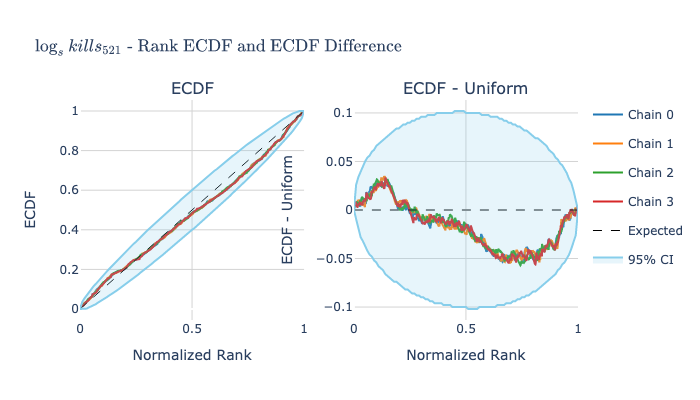 log_s kills_521 - Rank ECDF and ECDF Difference
ECDF
ECDF - Uniform
1
0.8
0.6
0.4
0.2
0
ECDF
0
0.5
1
Normalized Rank
0.1
0.05
0
−0.05
−0.1
ECDF - Uniform
0
0.5
1
Normalized Rank
Chain 0
Chain 1
Chain 2
Chain 3
Expected
95% CI